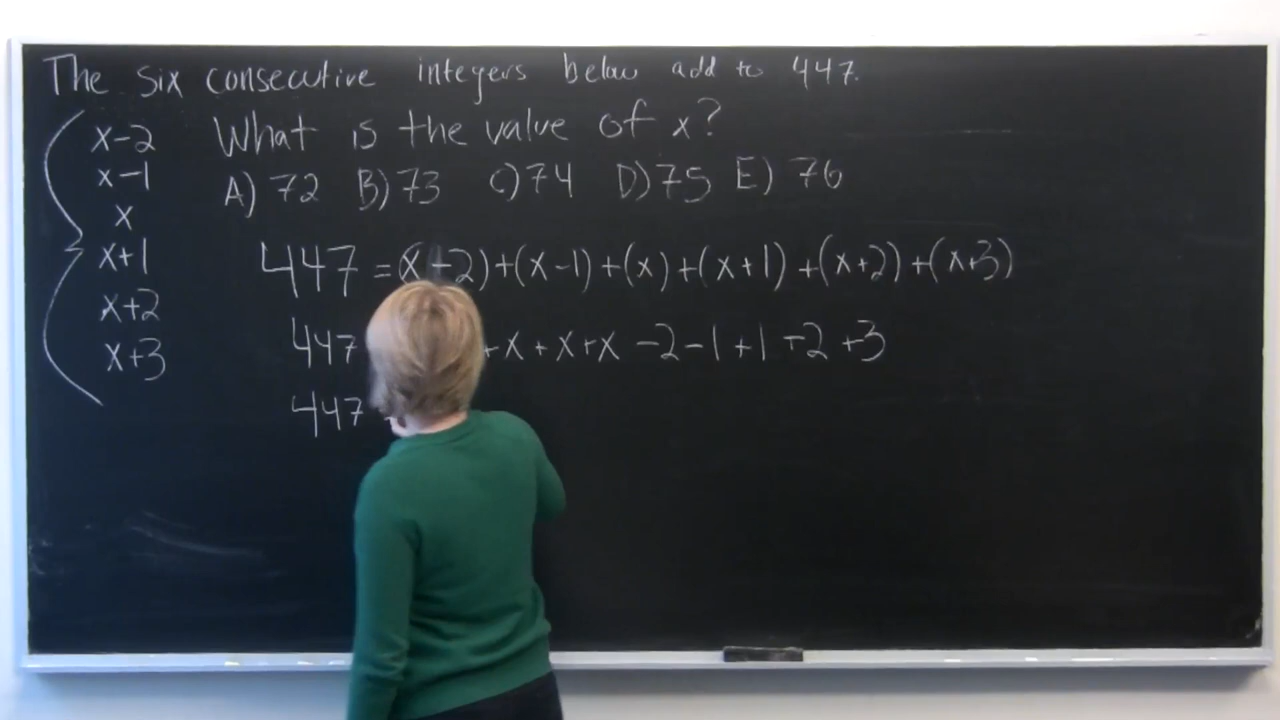 The six consecutive integers below add to 447.
What is the value of x?
A) 72 B) 73 C) 74 D) 75 E) 76
x-2
x-1
x
x+1
x+2
x+3
447 = (x-2)+(x-1)+(x)+(x+1)+(x+2)+(x+3)
447 +x+x+x-2-1+1+2+3
447 =